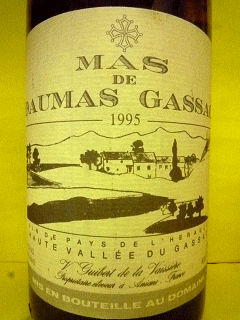 MAS
DE
DAUMAS GASSAC
1995
VIN DE PAYS DE L'HERAULT
HAUTE VALLÉE DU GASSAC
V. Guibert de la Vaissière
Propriétaire éleveur à Aniane - France
MIS EN BOUTEILLE AU DOMAINE